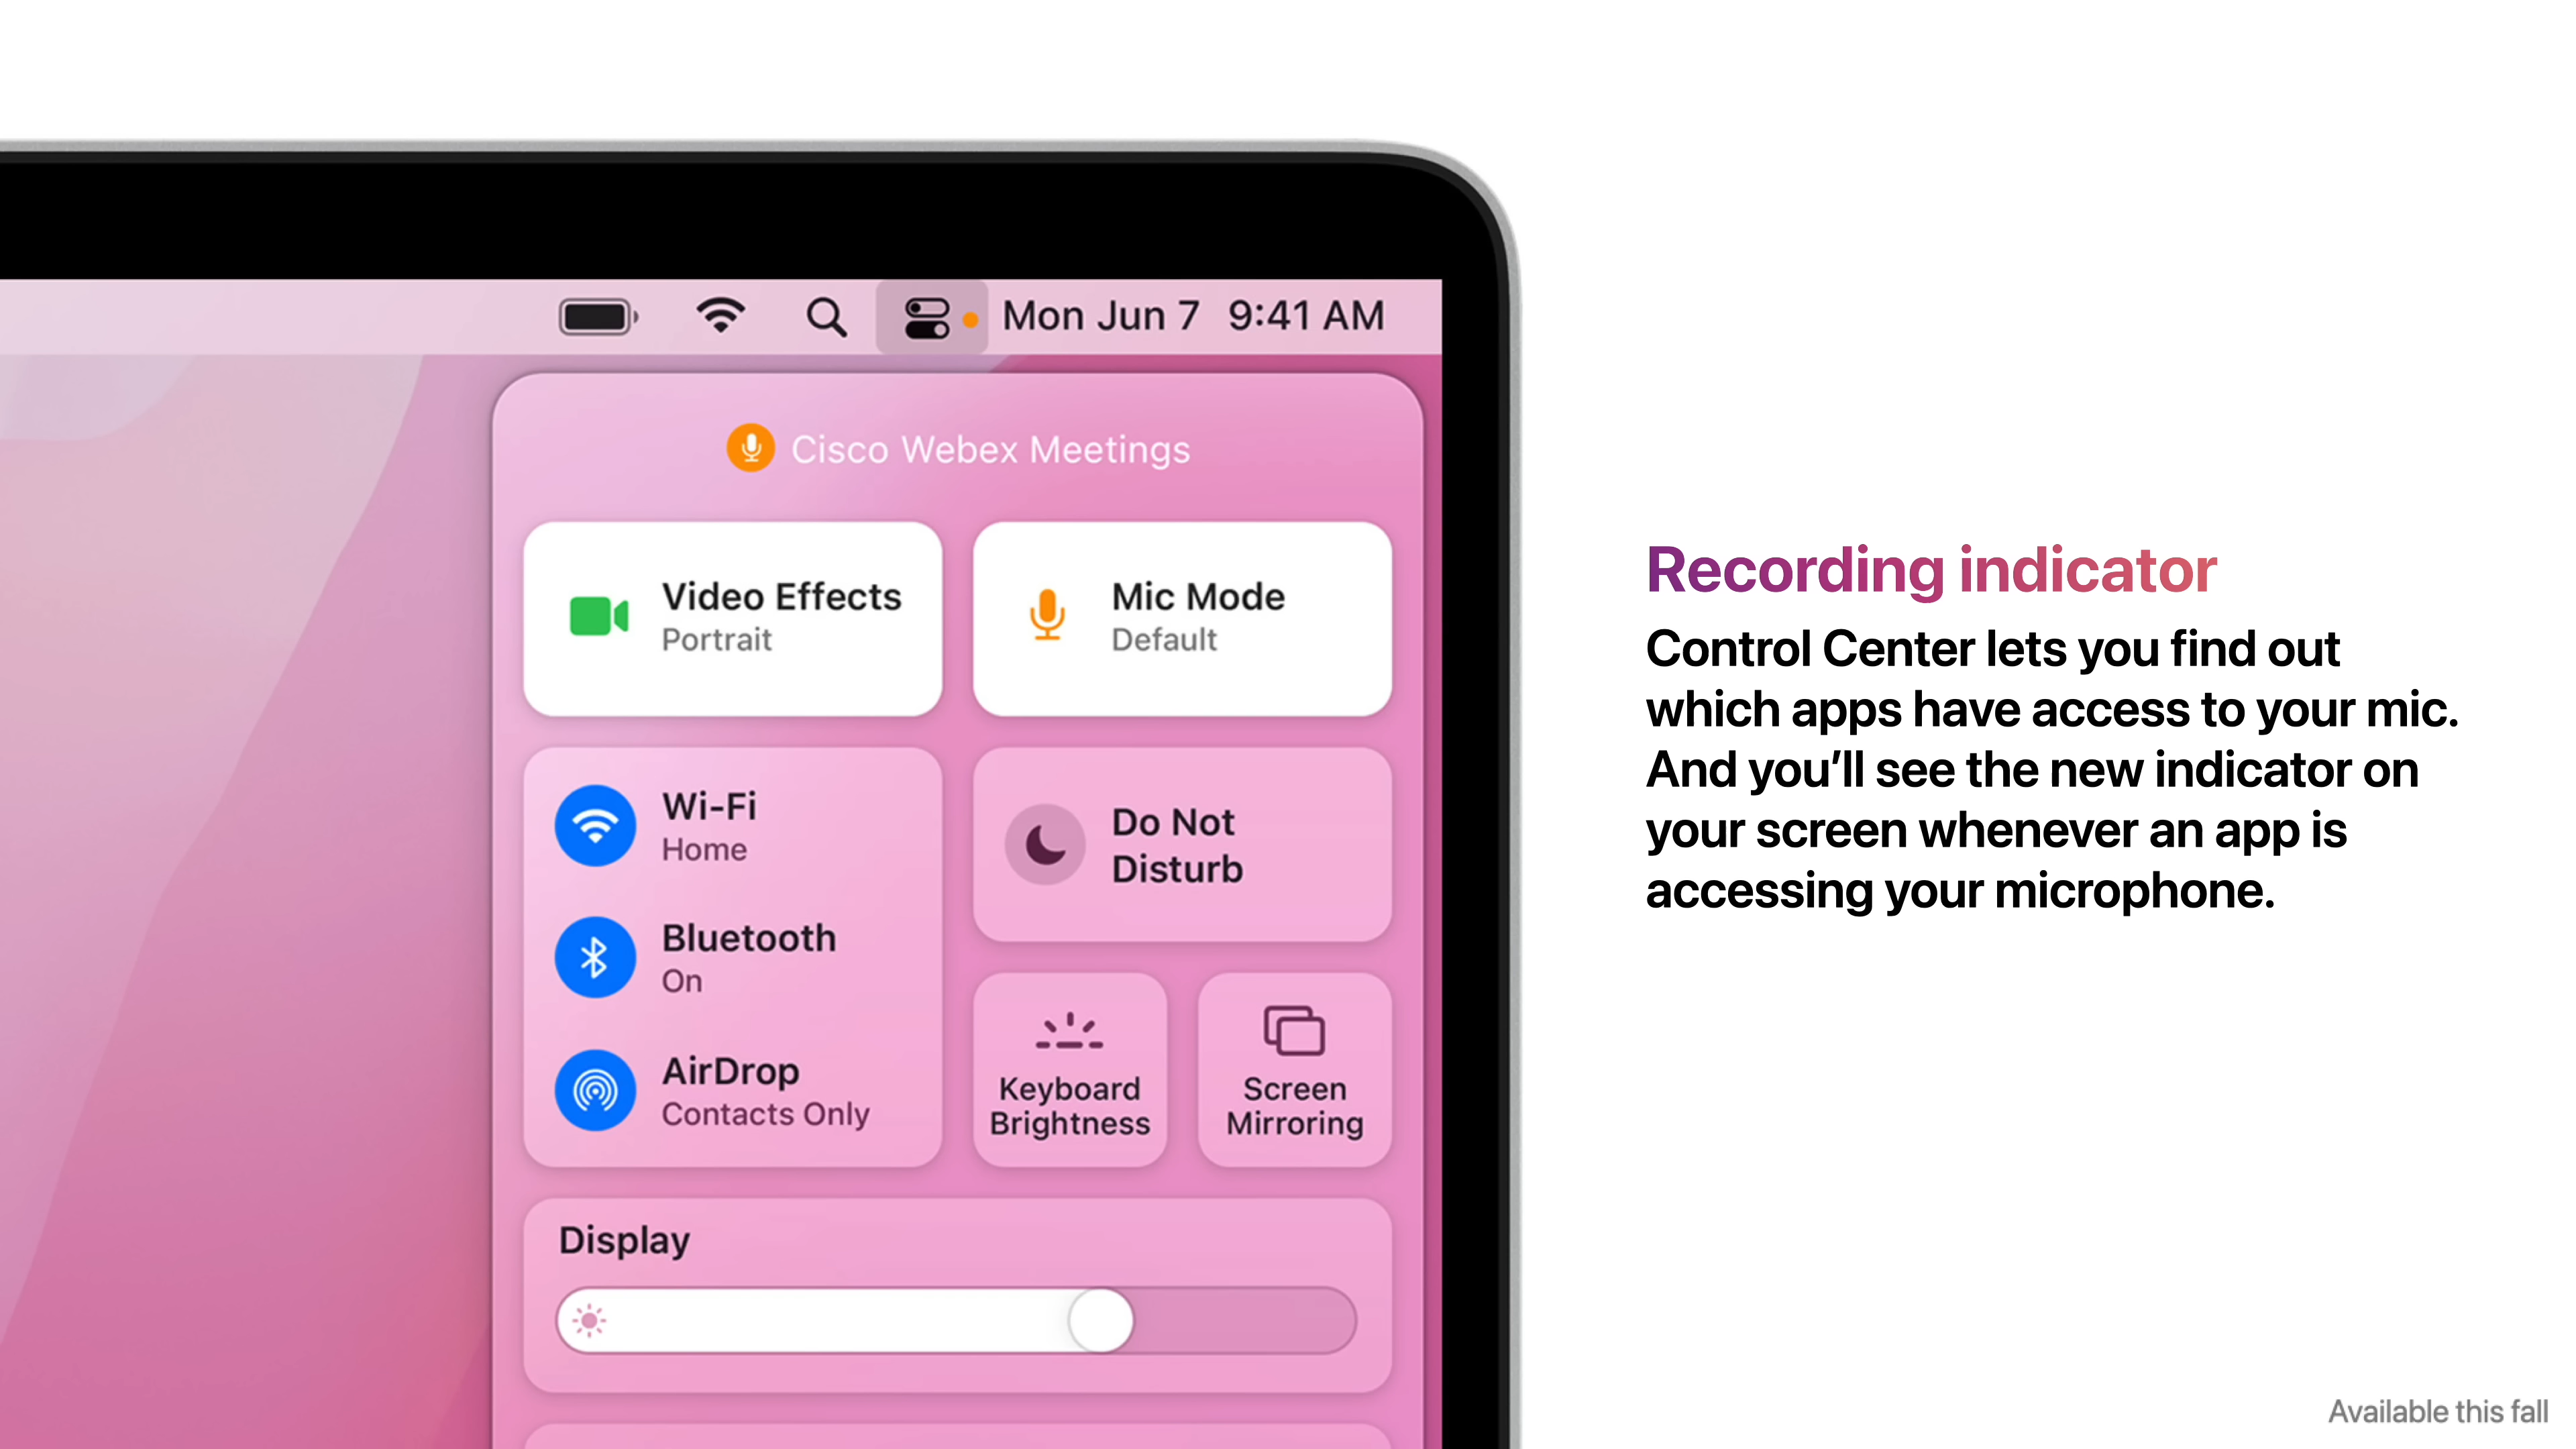 Mon Jun 7 9:41 AM
Cisco Webex Meetings
Video Effects
Portrait
Mic Mode
Default
Wi-Fi
Home
Bluetooth
On
AirDrop
Contacts Only
Do Not
Disturb
Keyboard
Brightness
Screen
Mirroring
Display
Recording indicator
Control Center lets you find out
which apps have access to your mic.
And you’ll see the new indicator on
your screen whenever an app is
accessing your microphone.
Available this fall